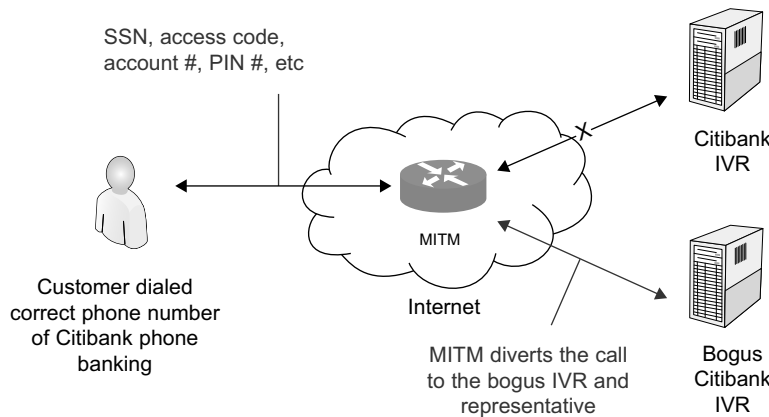 SSN, access code,
account #, PIN #, etc
Citibank
IVR
MITM
Internet
Customer dialed
correct phone number
of Citibank phone
banking
MITM diverts the call
to the bogus IVR and
representative
Bogus
Citibank
IVR